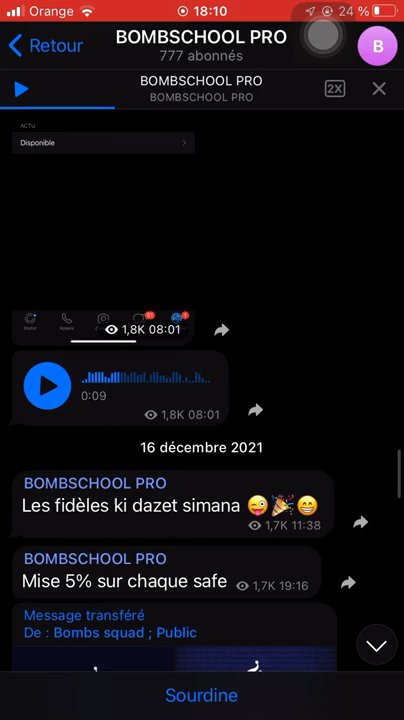 Orange 18:10 24 %
Retour
BOMBSCHOOL PRO
777 abonnés
B
BOMBSCHOOL PRO
BOMBSCHOOL PRO
2X
ACTU
Disponible
Statut Appels
1,8K 08:01
0:09
1,8K 08:01
16 décembre 2021
BOMBSCHOOL PRO
Les fidèles ki dazet simana 😜🎉😁
1,7K 11:38
BOMBSCHOOL PRO
Mise 5% sur chaque safe 1,7K 19:16
Message transféré
De : Bombs squad ; Public
Sourdine